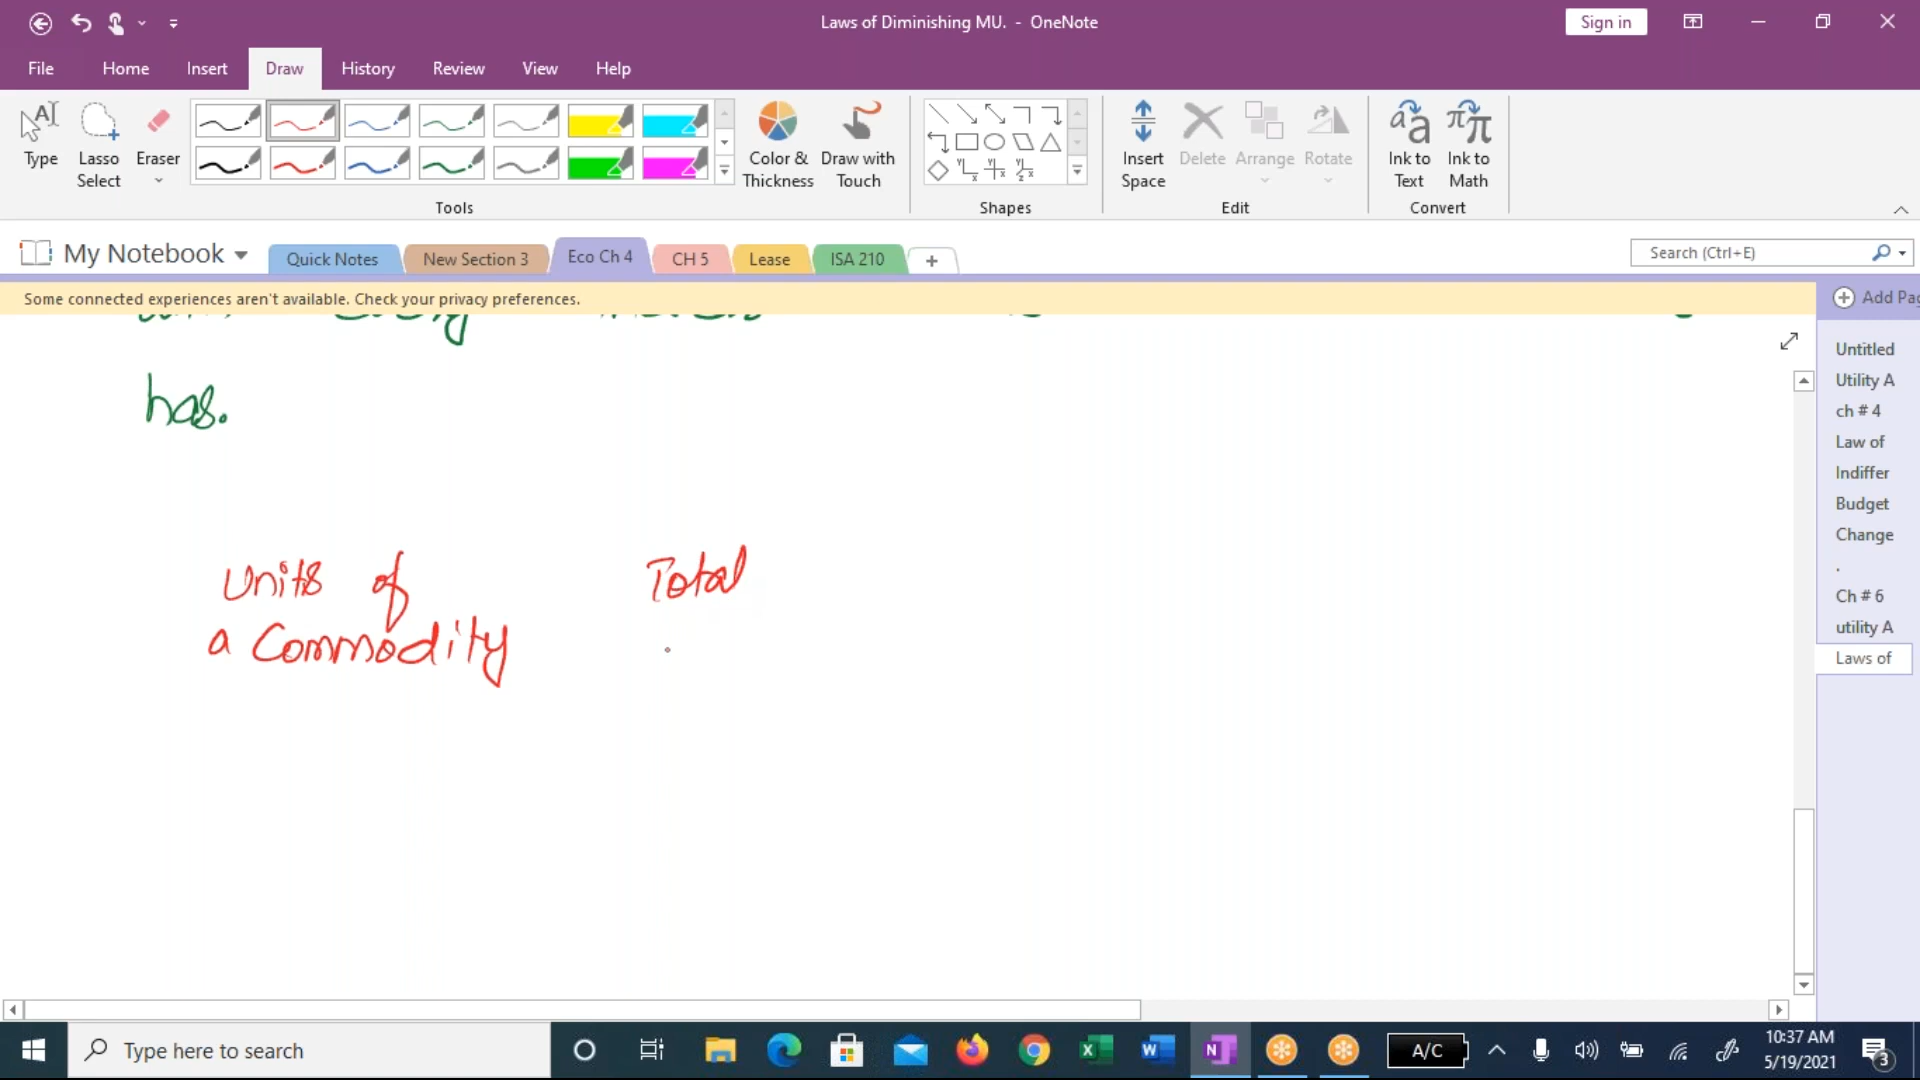 Laws of Diminishing MU. - OneNote
Sign in
File Home Insert Draw History Review View Help
Type
Lasso Select
Eraser
Color & Thickness
Draw with Touch
Insert Space
Delete
Arrange
Rotate
Ink to Text
Ink to Math
Tools
Shapes
Edit
Convert
My Notebook
Quick Notes
New Section 3
Eco Ch 4
CH 5
Lease
ISA 210
Search (Ctrl+E)
Some connected experiences aren't available. Check your privacy preferences.
Add Pag
Untitled
Utility A
ch # 4
Law of
Indiffer
Budget
Change
.
Ch # 6
utility A
Laws of
has.
Units of
a Commodity
Total
Type here to search
A/C
10:37 AM
5/19/2021
3